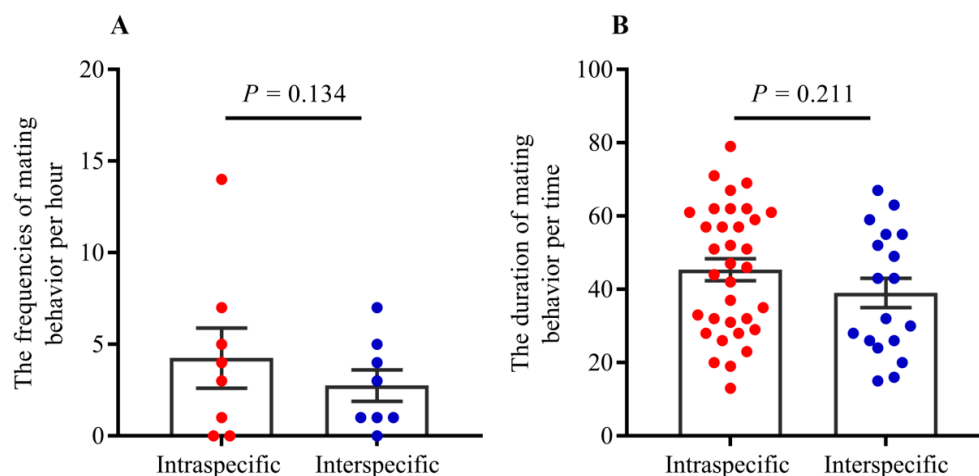 A
The frequencies of mating
behavior per hour
20
15
10
5
0
P = 0.134
Intraspecific
Interspecific
B
The duration of mating
behavior per time
100
80
60
40
20
0
P = 0.211
Intraspecific
Interspecific